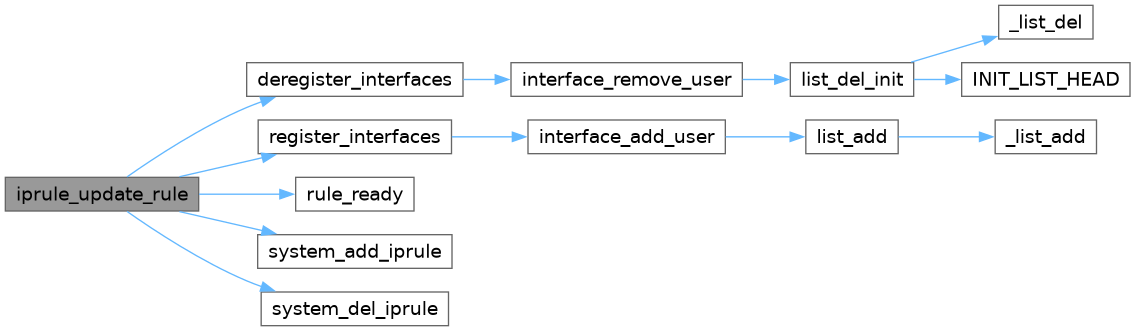 _list_del
deregister_interfaces
interface_remove_user
list_del_init
INIT_LIST_HEAD
register_interfaces
interface_add_user
list_add
_list_add
iprule_update_rule
rule_ready
system_add_iprule
system_del_iprule